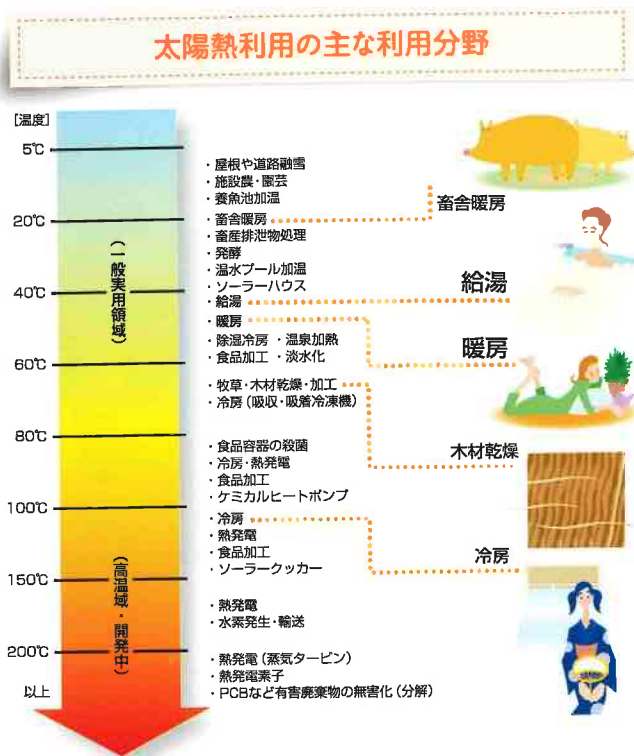 太陽熱利用の主な利用分野
[温度]
5℃
・屋根や道路融雪
・施設農・園芸
・養魚池加温
20℃
・畜舎暖房
畜舎暖房
・畜産排泄物処理
・発酵
・温水プール加温
・ソーラーハウス
(一般実用領域)
40℃
・給湯
給湯
・暖房
暖房
・除湿冷房 ・温泉加熱
・食品加工 ・淡水化
60℃
・牧草・木材乾燥・加工
・冷房(吸収・吸着冷凍機)
木材乾燥
80℃
・食品容器の殺菌
・冷房・熱発電
・食品加工
・ケミカルヒートポンプ
100℃
・冷房
冷房
・熱発電
・食品加工
・ソーラークッカー
(高温域・開発中)
150℃
・熱発電
・水素発生・輸送
200℃
以上
・熱発電(蒸気タービン)
・熱発電素子
・PCBなど有害廃棄物の無害化(分解)